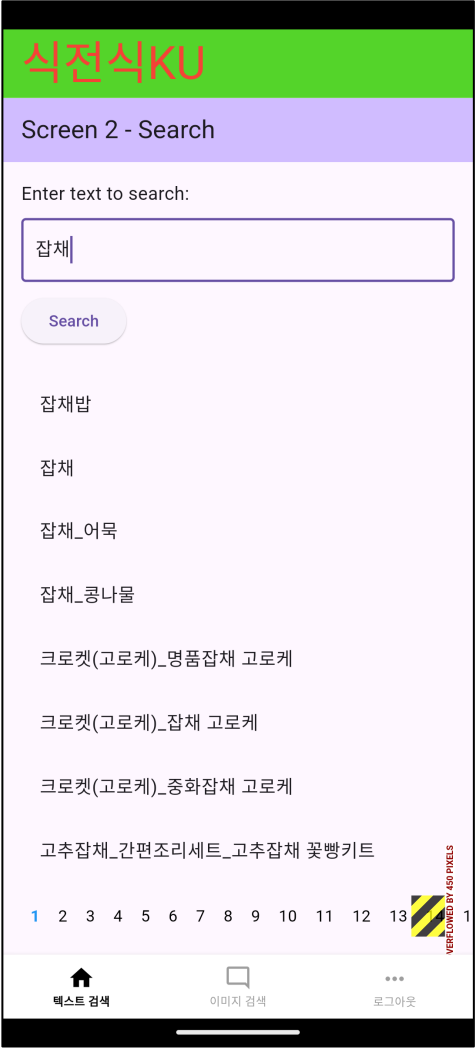 식전식KU
Screen 2 - Search
Enter text to search:
잡채
Search
잡채밥
잡채
잡채_어묵
잡채_콩나물
크로켓(고로케)_명품잡채 고로케
크로켓(고로케)_잡채 고로케
크로켓(고로케)_중화잡채 고로케
고추잡채_간편조리세트_고추잡채 꽃빵키트
1 2 3 4 5 6 7 8 9 10 11 12 13 14 1
VERFLOWED BY 450 PIXELS
텍스트 검색 이미지 검색 로그아웃